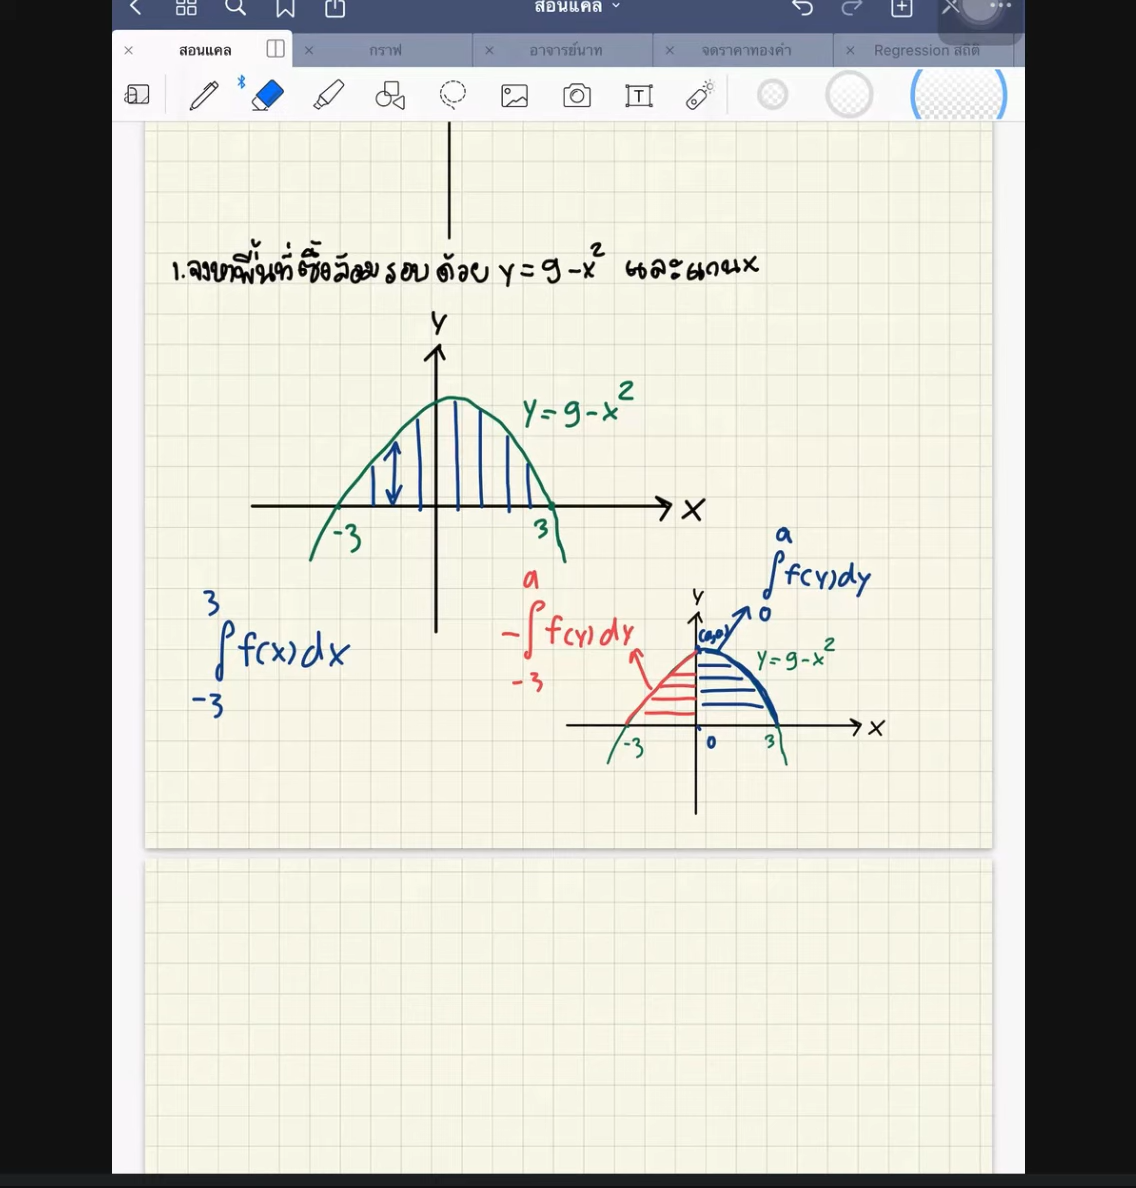 สอนแคล
สอนแคล กราฟ อาจารย์นาท จดราคาทองคำ Regression สถิติ
1.จงหาพื้นที่ซึ่งล้อมรอบด้วย y=9-x² และแกนx
Y
y=9-x²
X
-3 3
3
∫f(x)dx
-3
a
-∫f(y)dy
-3
a
∫f(y)dy
0
Y
y=9-x²
X
-3 0 3